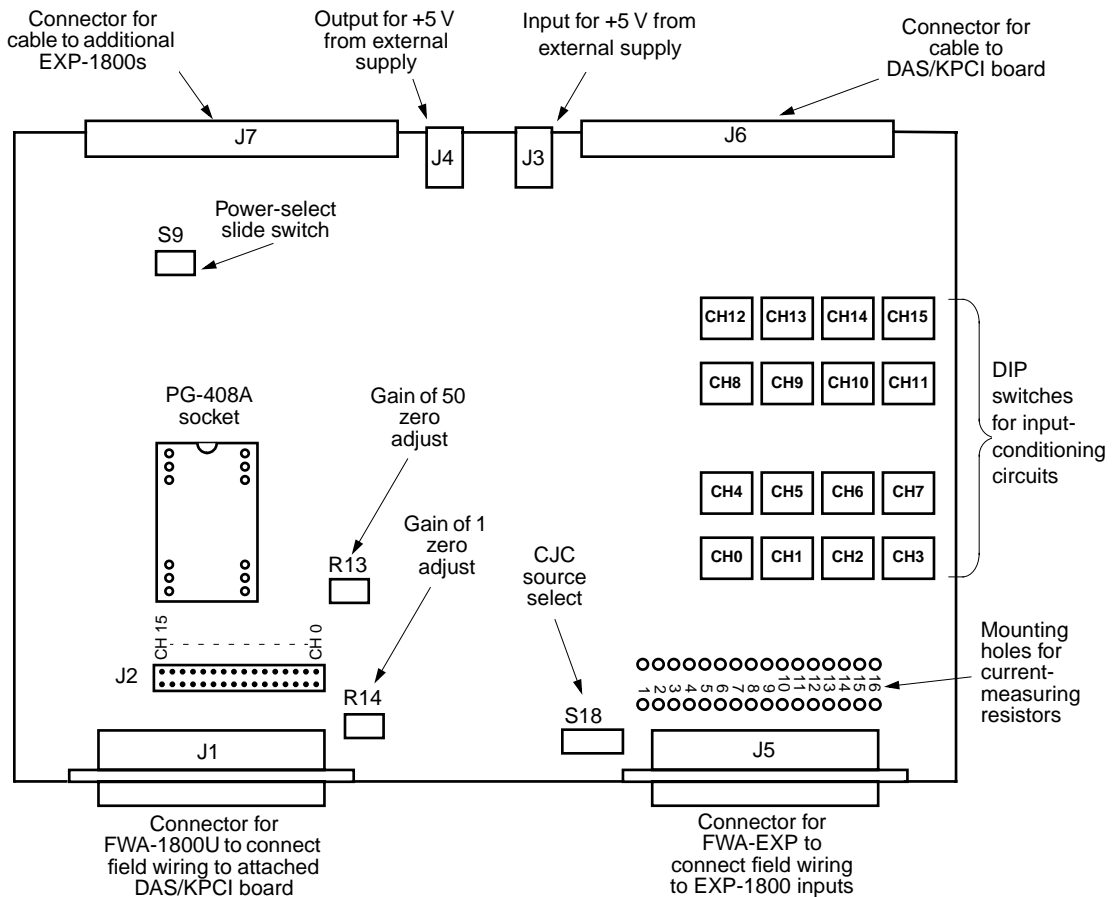 Connector for
cable to additional
EXP-1800s
Output for +5 V
from external
supply
Input for +5 V from
external supply
Connector for
cable to
DAS/KPCI board
J7
J4
J3
J6
Power-select
slide switch
S9
CH12 CH13 CH14 CH15
CH8 CH9 CH10 CH11
CH4 CH5 CH6 CH7
CH0 CH1 CH2 CH3
DIP
switches
for input-
conditioning
circuits
PG-408A
socket
Gain of 50
zero
adjust
R13
Gain of 1
zero
adjust
R14
CJC
source
select
S18
CH 15
CH 0
J2
1 2 3 4 5 6 7 8 9 10 11 12 13 14 15 16
Mounting
holes for
current-
measuring
resistors
J1
J5
Connector for
FWA-1800U to connect
field wiring to attached
DAS/KPCI board
Connector for
FWA-EXP to
connect field wiring
to EXP-1800 inputs